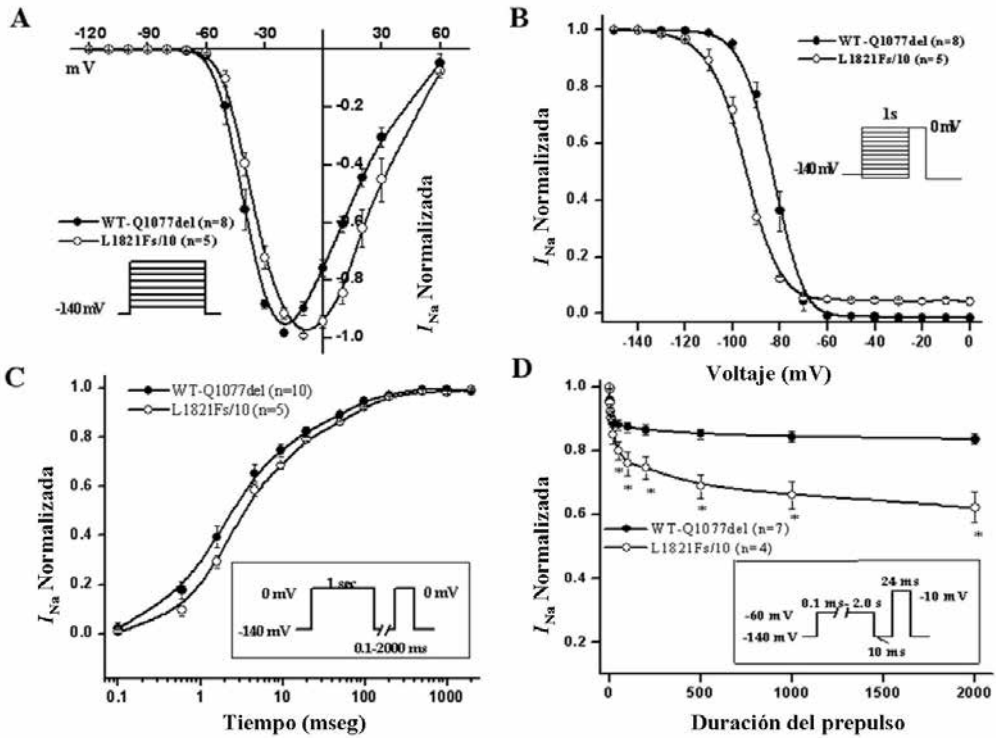 A
-120
-90
-60
-30
30
60
mV
-0.2
-0.4
-0.6
-0.8
-1.0
I Na Normalizada
WT-Q1077del (n=8)
L1821Fs/10 (n=5)
-140mV
B
1.0
0.8
0.6
0.4
0.2
0.0
I Na Normalizada
WT-Q1077del (n=8)
L1821Fs/10 (n=5)
1s
0mV
-140mV
-140
-120
-100
-80
-60
-40
-20
0
Voltaje (mV)
C
1.0
0.8
0.6
0.4
0.2
0.0
I Na Normalizada
WT-Q1077del (n=10)
L1821Fs/10 (n=5)
1 sec
0 mV
0 mV
-140 mV
0.1-2000 ms
0.1
1
10
100
1000
Tiempo (mseg)
D
1.0
0.8
0.6
0.4
0.2
I Na Normalizada
* * * * * *
WT-Q1077del (n=7)
L1821Fs/10 (n=4)
24 ms
0.1 ms- 2.0 s
-10 mV
-60 mV
-140 mV
10 ms
0
500
1000
1500
2000
Duración del prepulso